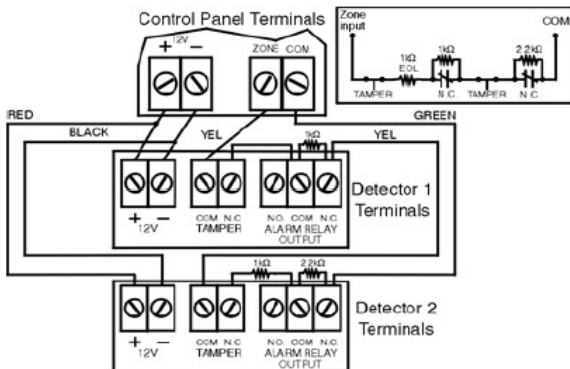 Control Panel Terminals
12V
+ −
ZONE COM
Zone input
COM
1kΩ
EOL
1kΩ
2.2kΩ
TAMPER
N.C.
TAMPER
N.C.
RED
BLACK
YEL
GREEN
1kΩ
YEL
Detector 1
Terminals
+ −
12V
COM N.C
TAMPER
N.O. COM N.C.
ALARM RELAY
OUTPUT
1kΩ
2.2kΩ
Detector 2
Terminals
+ −
12V
COM N.C
TAMPER
N.O. COM N.C.
ALARM RELAY
OUTPUT